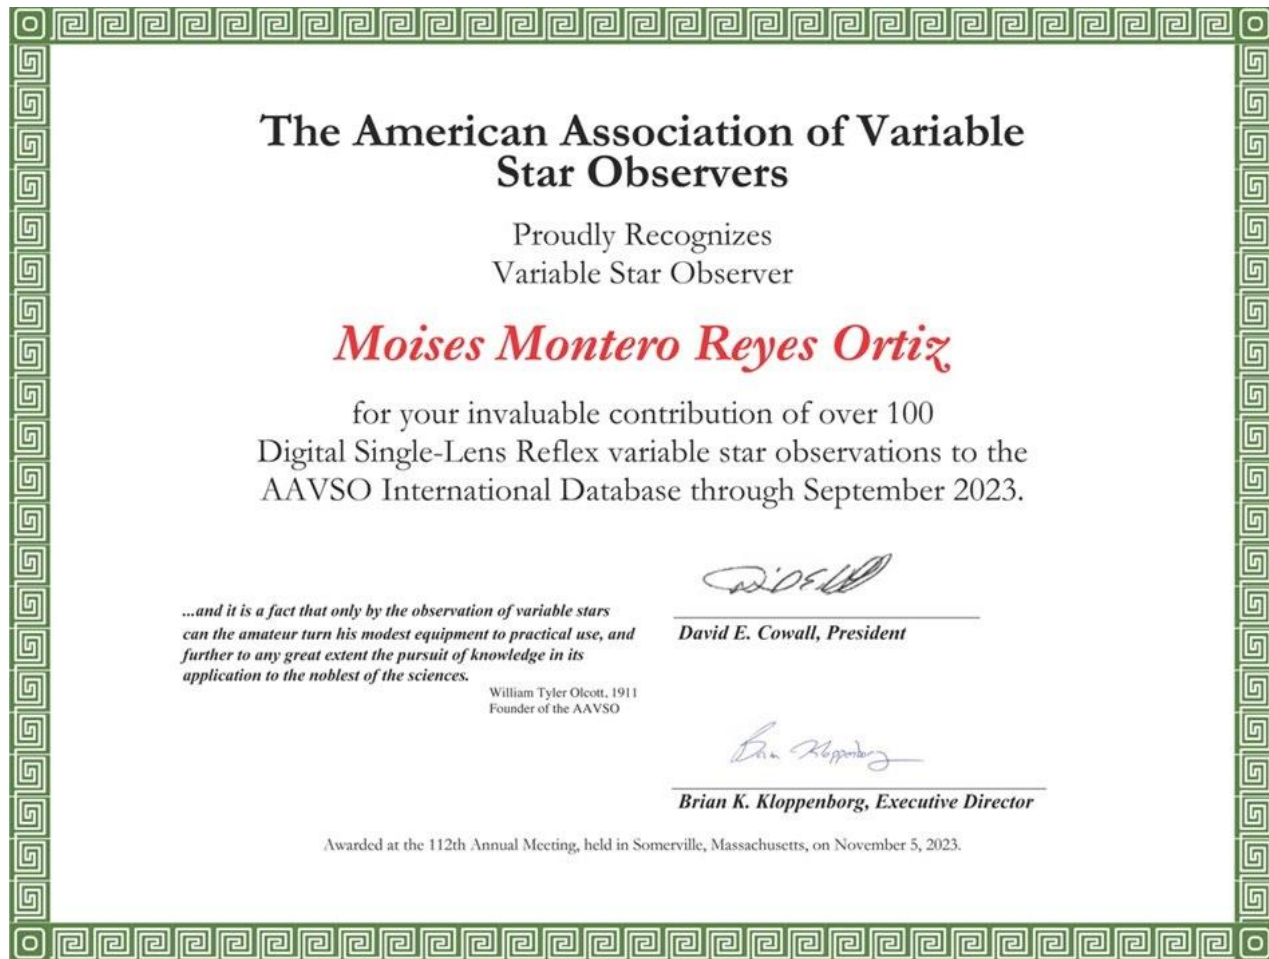 The American Association of Variable
Star Observers
Proudly Recognizes
Variable Star Observer
Moises Montero Reyes Ortiz
for your invaluable contribution of over 100
Digital Single-Lens Reflex variable star observations to the
AAVSO International Database through September 2023.
...and it is a fact that only by the observation of variable stars
can the amateur turn his modest equipment to practical use, and
further to any great extent the pursuit of knowledge in its
application to the noblest of the sciences.
William Tyler Olcott, 1911
Founder of the AAVSO
David E. Cowall, President
Brian Kloppenborg
Brian K. Kloppenborg, Executive Director
Awarded at the 112th Annual Meeting, held in Somerville, Massachusetts, on November 5, 2023.